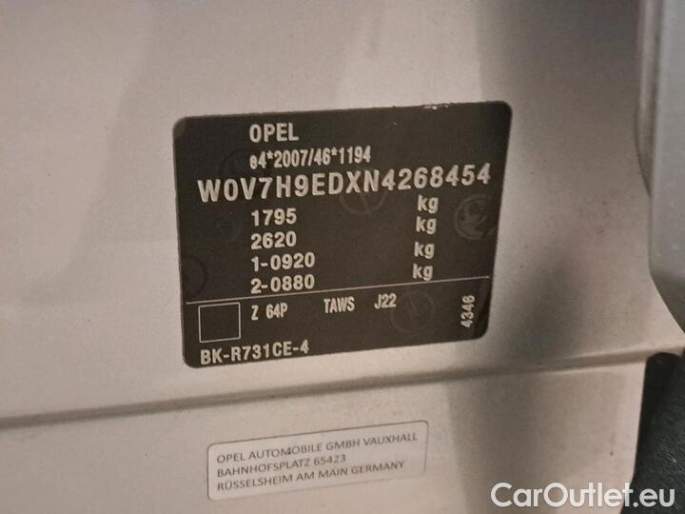 OPEL
e4*2007/46*1194
W0V7H9EDXN4268454
1795 kg
2620 kg
1-0920 kg
2-0880 kg
Z 64P TAWS J22
4346
BK-R731CE-4
OPEL AUTOMOBILE GMBH VAUXHALL
BAHNHOFSPLATZ 65423
RÜSSELSHEIM AM MAIN GERMANY
CarOutlet.eu